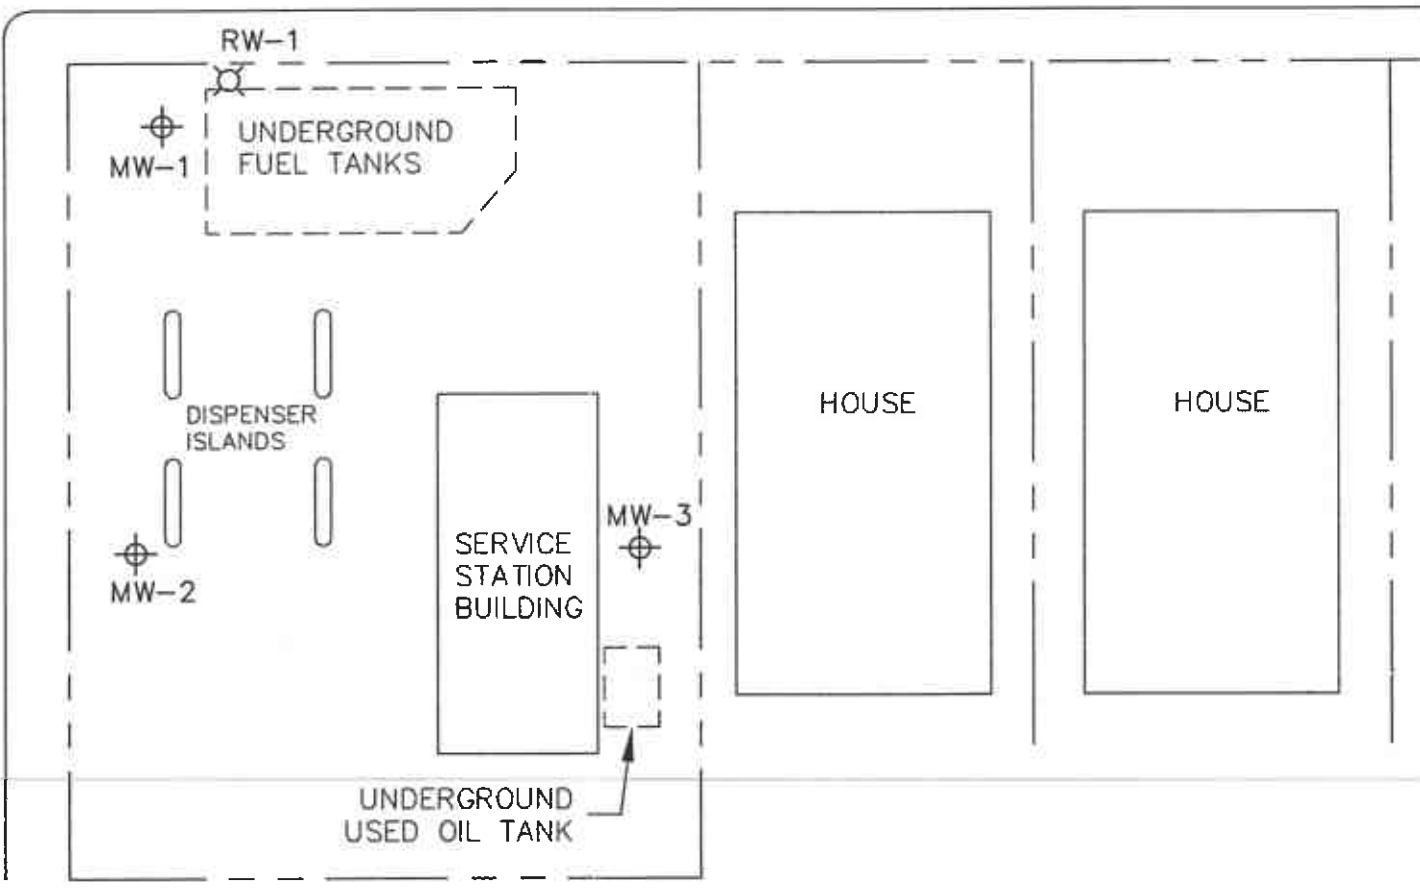 RW-1
MW-1
UNDERGROUND
FUEL TANKS
DISPENSER
ISLANDS
HOUSE
HOUSE
MW-2
SERVICE
STATION
BUILDING
MW-3
UNDERGROUND
USED OIL TANK